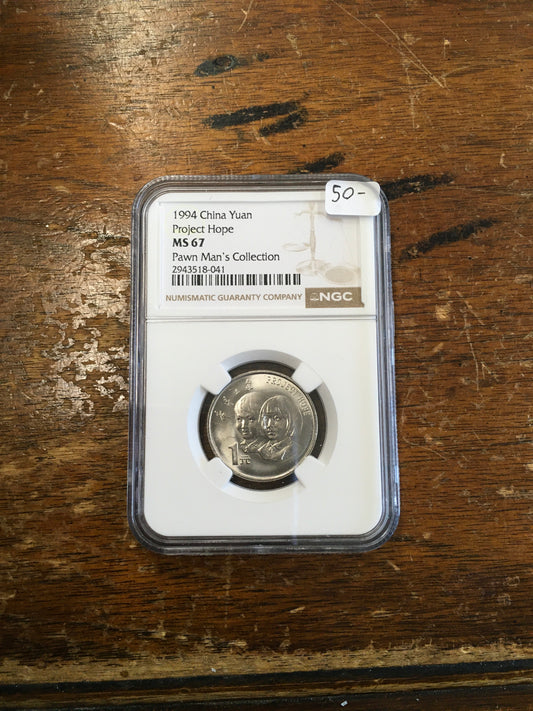 50-
1994 China Yuan
Project Hope
MS 67
Pawn Man's Collection
2943518-041
NUMISMATIC GUARANTY COMPANY
NGC
PROJECT HOPE
1